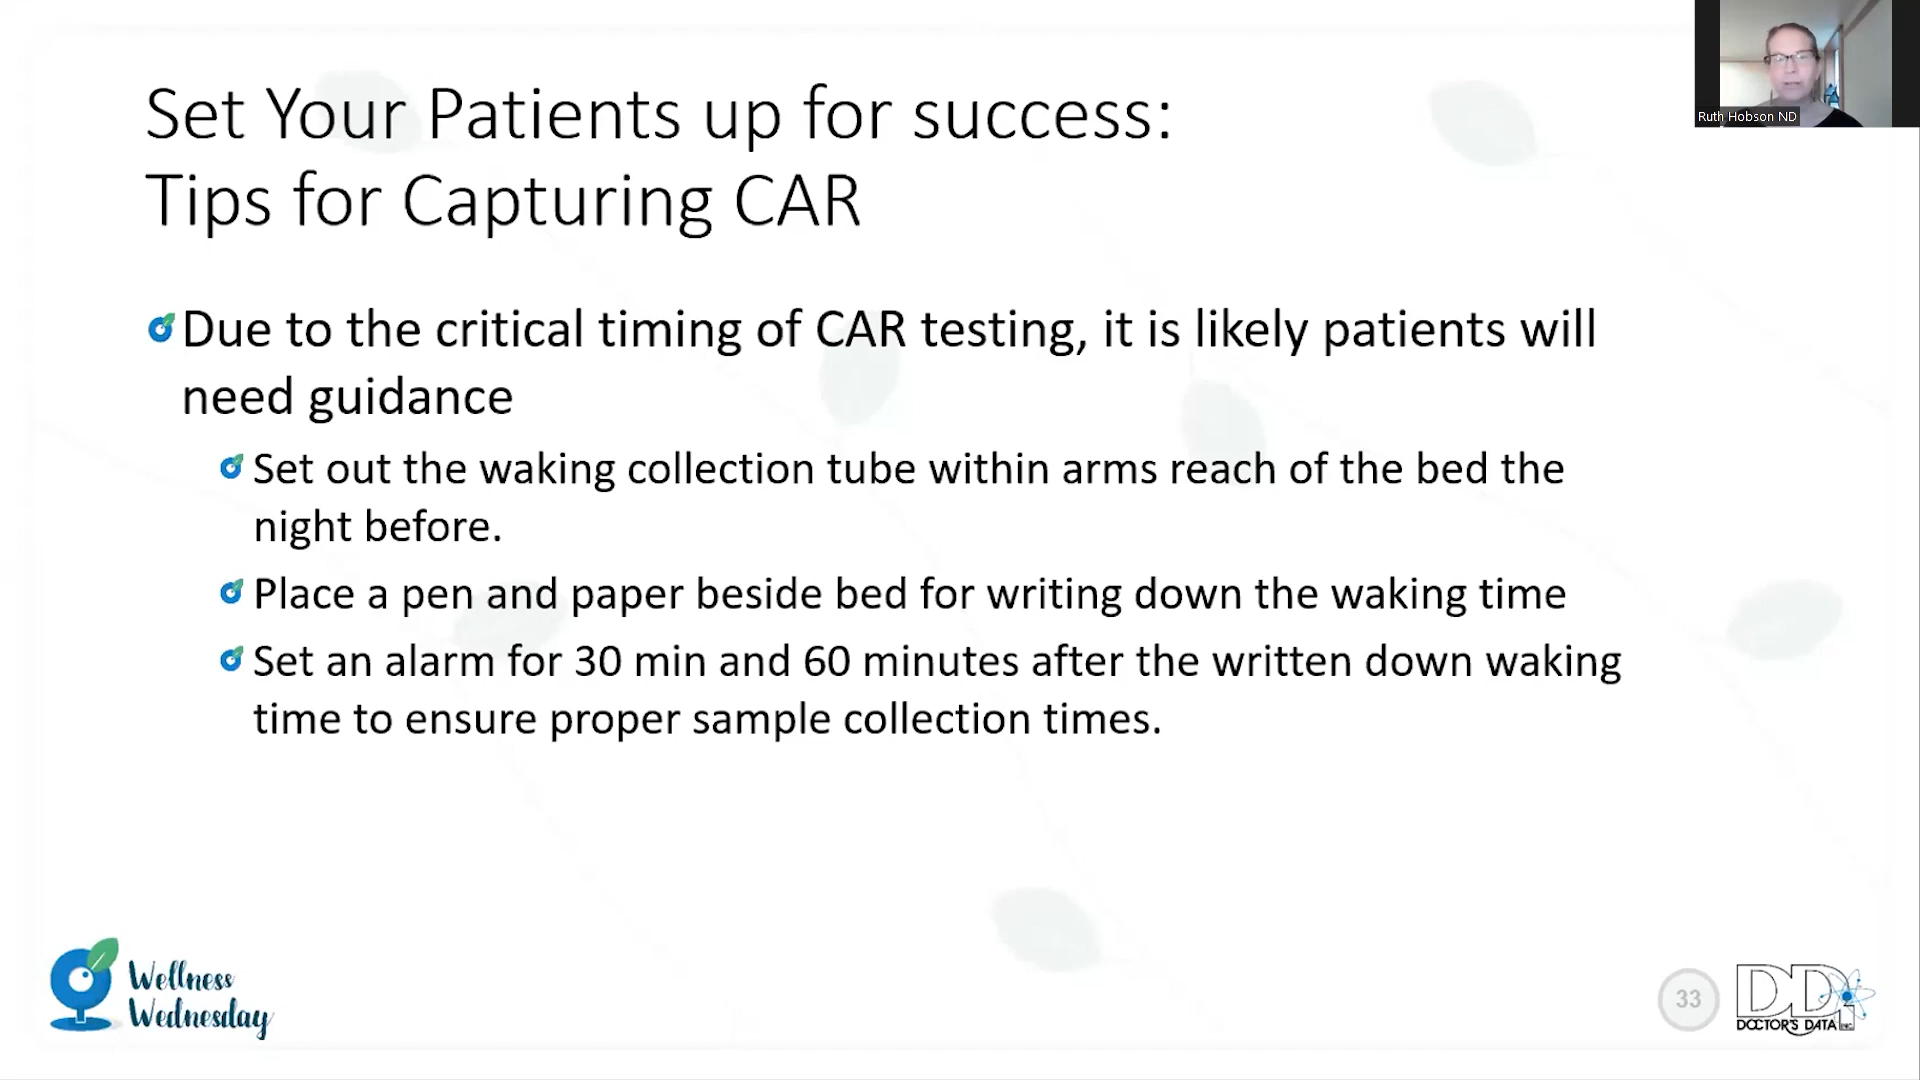 Set Your Patients up for success:
Tips for Capturing CAR
Ruth Hobson ND
Due to the critical timing of CAR testing, it is likely patients will
need guidance
Set out the waking collection tube within arms reach of the bed the
night before.
Place a pen and paper beside bed for writing down the waking time
Set an alarm for 30 min and 60 minutes after the written down waking
time to ensure proper sample collection times.
Wellness
Wednesday
33
DDI
DOCTOR'S DATA INC